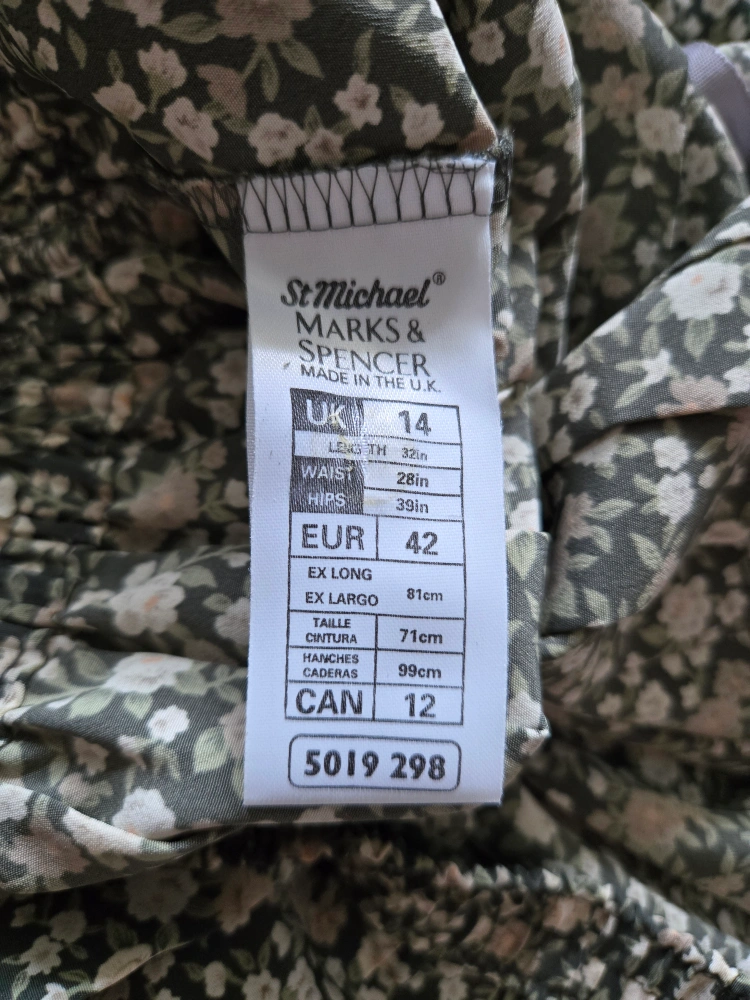 St Michael®
MARKS &
SPENCER
MADE IN THE U.K.
UK 14
LENGTH 32in
WAIST 28in
HIPS 39in
EUR 42
EX LONG
EX LARGO 81cm
TAILLE
CINTURA 71cm
HANCHES
CADERAS 99cm
CAN 12
5019 298